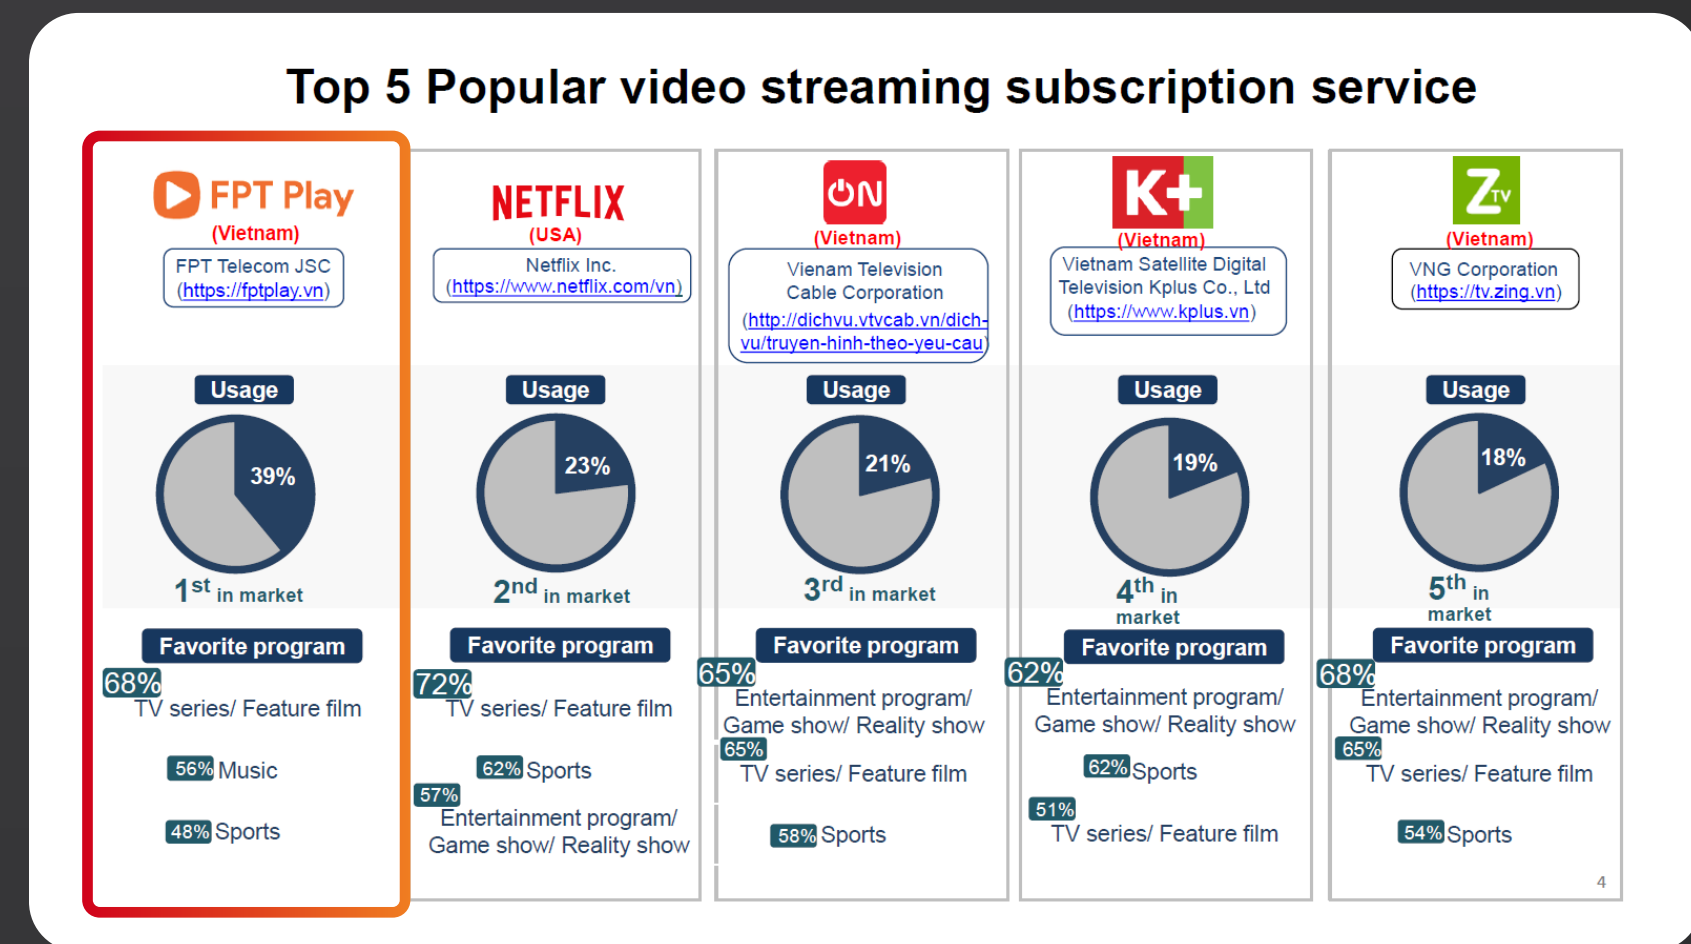 Top 5 Popular video streaming subscription service
FPT Play
(Vietnam)
FPT Telecom JSC
(https://fptplay.vn)
Usage
39%
1st in market
Favorite program
68%
TV series/ Feature film
56% Music
48% Sports
NETFLIX
(USA)
Netflix Inc.
(https://www.netflix.com/vn)
Usage
23%
2nd in market
Favorite program
72%
TV series/ Feature film
62% Sports
57%
Entertainment program/
Game show/ Reality show
ON
(Vietnam)
Vienam Television
Cable Corporation
(http://dichvu.vtvcab.vn/dich-
vu/truyen-hinh-theo-yeu-cau)
Usage
21%
3rd in market
Favorite program
65%
Entertainment program/
Game show/ Reality show
65%
TV series/ Feature film
58% Sports
K+
(Vietnam)
Vietnam Satellite Digital
Television Kplus Co., Ltd
(https://www.kplus.vn)
Usage
19%
4th in
market
Favorite program
62%
Entertainment program/
Game show/ Reality show
62% Sports
51%
TV series/ Feature film
ZTV
(Vietnam)
VNG Corporation
(https://tv.zing.vn)
Usage
18%
5th in
market
Favorite program
68%
Entertainment program/
Game show/ Reality show
65%
TV series/ Feature film
54% Sports
4